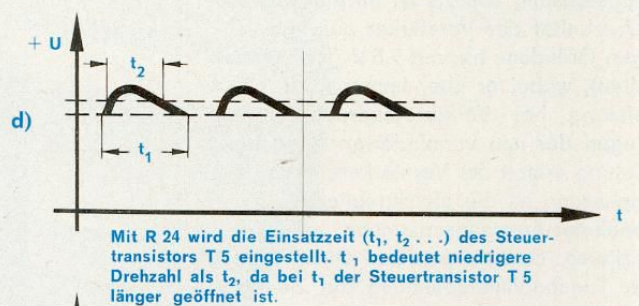 + U
t₂
d)
t₁
t
Mit R 24 wird die Einsatzzeit (t₁, t₂ ...) des Steuer-
transistors T 5 eingestellt. t₁ bedeutet niedrigere
Drehzahl als t₂, da bei t₁ der Steuertransistor T 5
länger geöffnet ist.